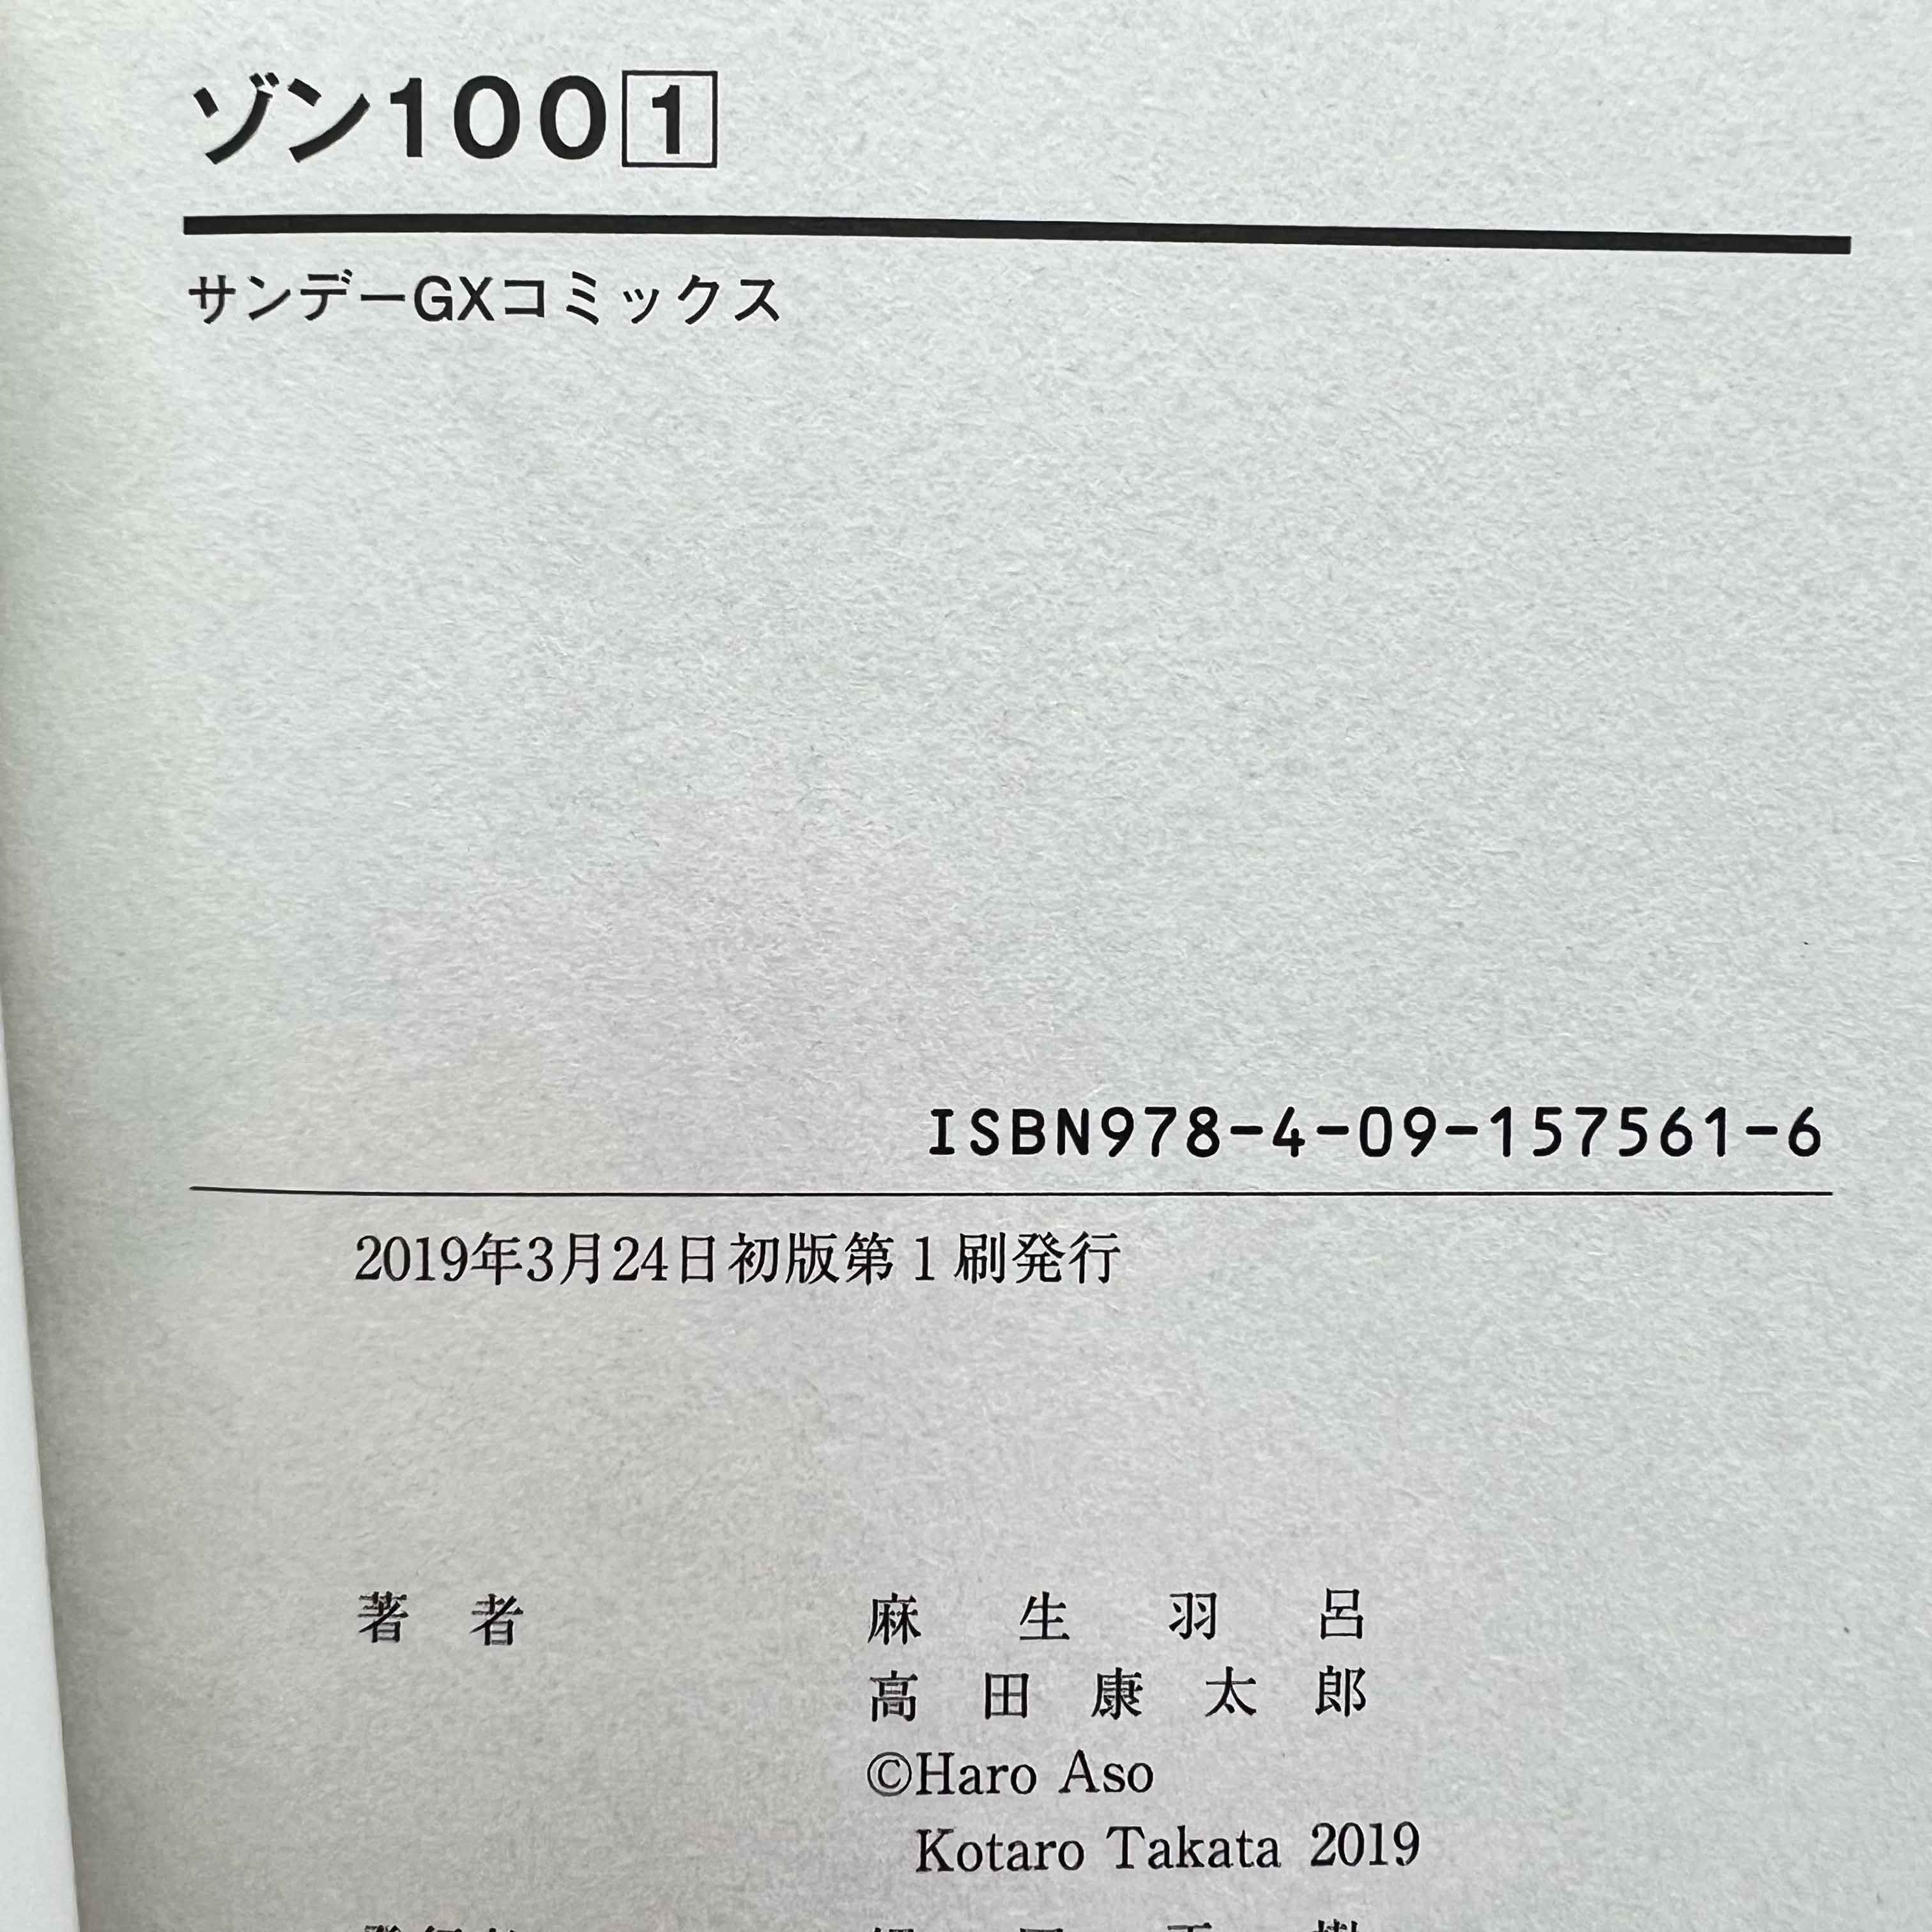 ゾン100 1
サンデーGXコミックス
ISBN978-4-09-157561-6
2019年3月24日初版第1刷発行
著者 麻生羽呂
高田康太郎
©Haro Aso
Kotaro Takata 2019